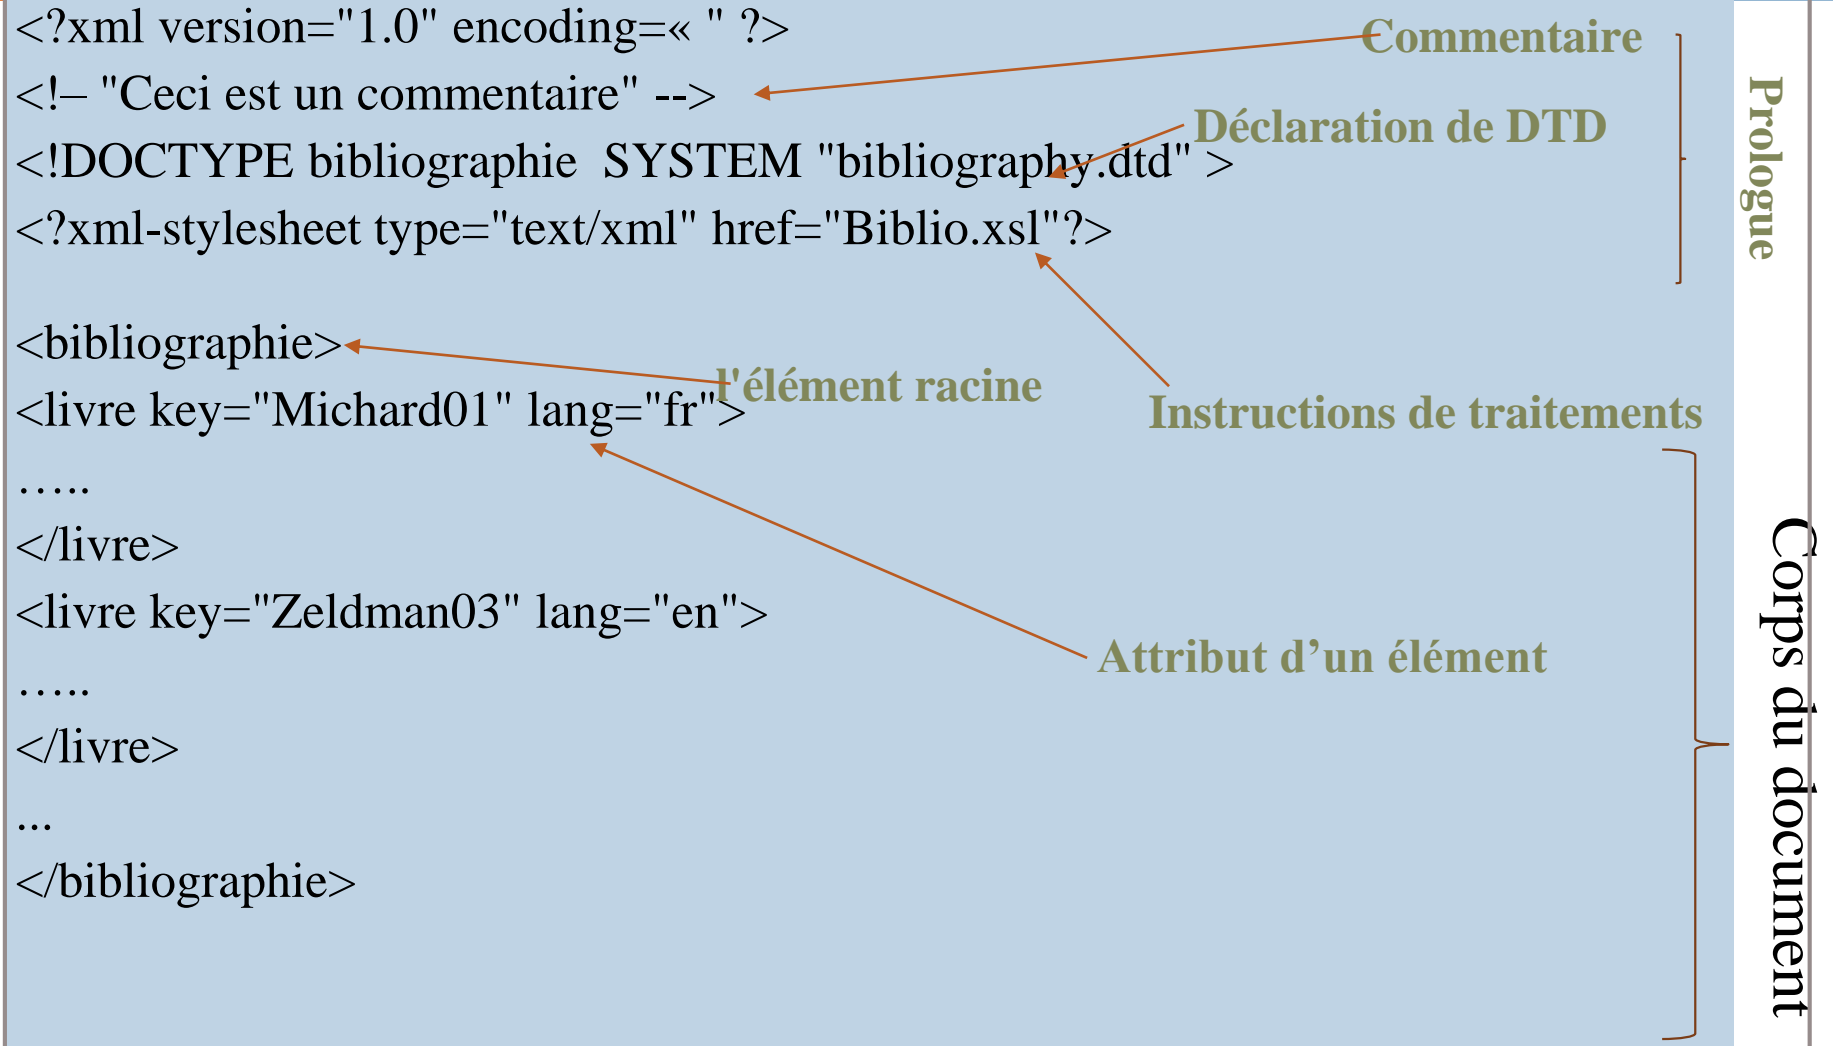 <?xml version="1.0" encoding=« " ?>
Commentaire
<!– "Ceci est un commentaire" -->
Déclaration de DTD
<!DOCTYPE bibliographie  SYSTEM "bibliography.dtd" >
<?xml-stylesheet type="text/xml" href="Biblio.xsl"?>
Prologue
<bibliographie>
l'élément racine
<livre key="Michard01" lang="fr">
Instructions de traitements
…..
</livre>
<livre key="Zeldman03" lang="en">
Attribut d’un élément
…..
</livre>
...
</bibliographie>
Corps du document